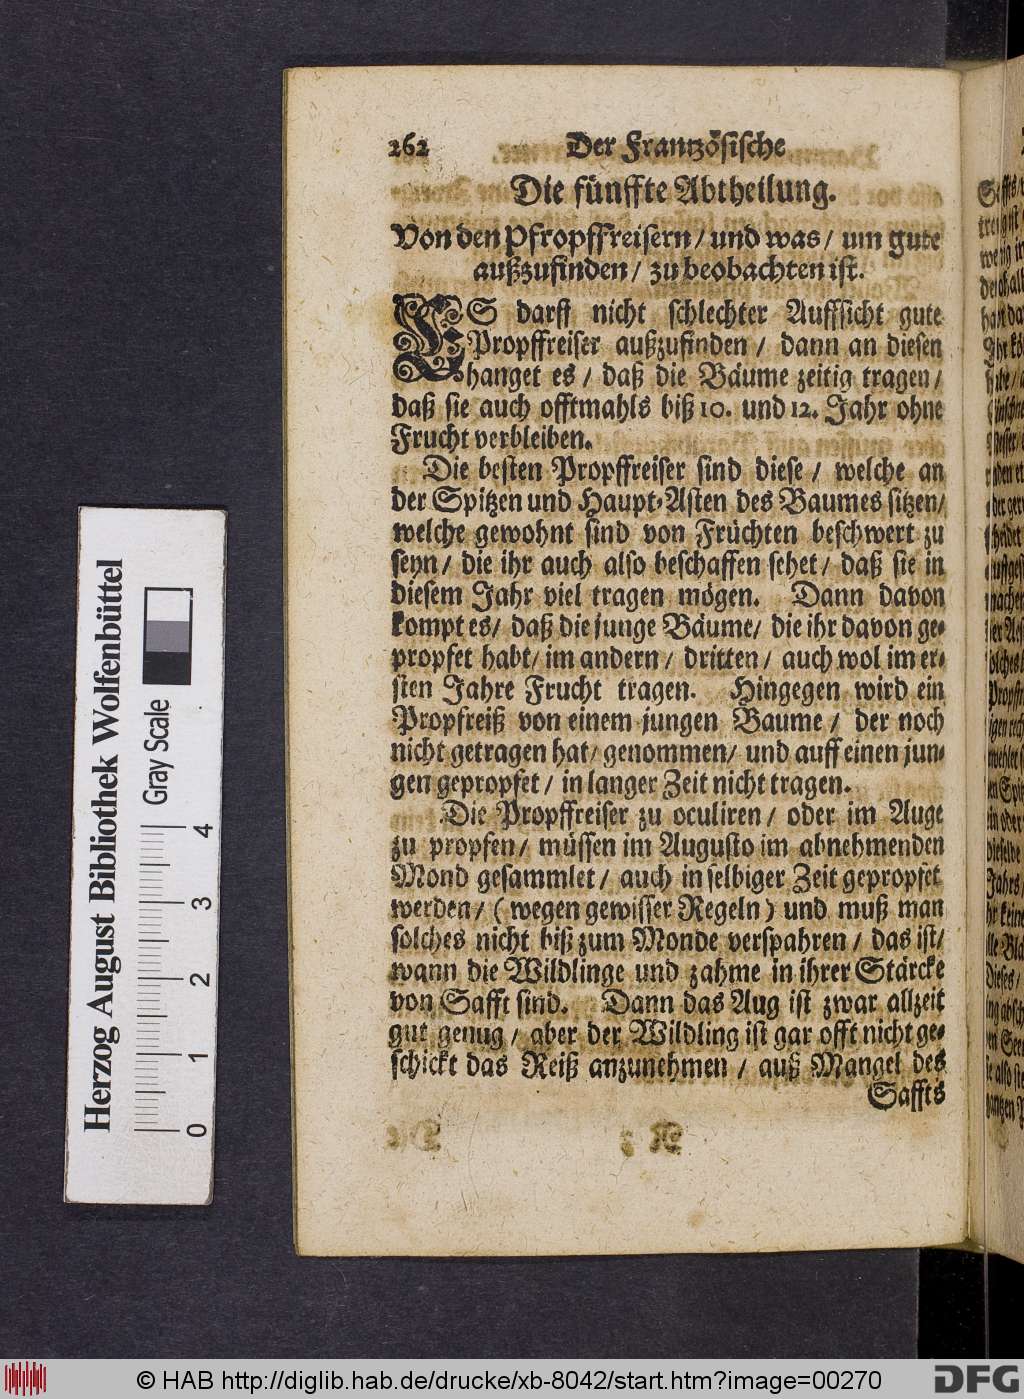 262 Der Frantzösische
Die fünffte Abtheilung.
Von den Pfropffreisern / und was / um gute
außzufinden / zu beobachten ist.
ES darff nicht schlechter Auffsicht gute
Propffreiser außzufinden / dann an diesen
hanget es / daß die Bäume zeitig tragen /
daß sie auch offtmahls biß 10. und 12. Jahr ohne
Frucht verbleiben.
Die besten Propffreiser sind diese / welche an
der Spitzen und Haupt-Asten des Baumes sitzen /
welche gewohnt sind von Früchten beschwert zu
seyn / die ihr auch also beschaffen sehet / daß sie in
diesem Jahr viel tragen mögen. Dann davon
kompt es / daß die junge Bäume / die ihr davon ge-
propfet habt / im andern / dritten / auch wol im er-
sten Jahre Frucht tragen. Hingegen wird ein
Propfreiß von einem jungen Baume / der noch
nicht getragen hat / genommen / und auff einen jun-
gen gepropfet / in langer Zeit nicht tragen.
Die Propffreiser zu oculiren / oder im Auge
zu propfen / müssen im Augusto im abnehmenden
Mond gesammlet / auch in selbiger Zeit gepropfet
werden / ( wegen gewisser Regeln ) und muß man
solches nicht biß zum Monde verspahren / das ist /
wann die Wildlinge und zahme in ihrer Stärcke
von Safft sind. Dann das Aug ist zwar allzeit
gut genug / aber der Wildling ist gar offt nicht ge-
schickt das Reiß anzunehmen / auß Mangel des
Saffts
Herzog August Bibliothek Wolfenbüttel
Gray Scale
0 1 2 3 4
© HAB http://diglib.hab.de/drucke/xb-8042/start.htm?image=00270
DFG